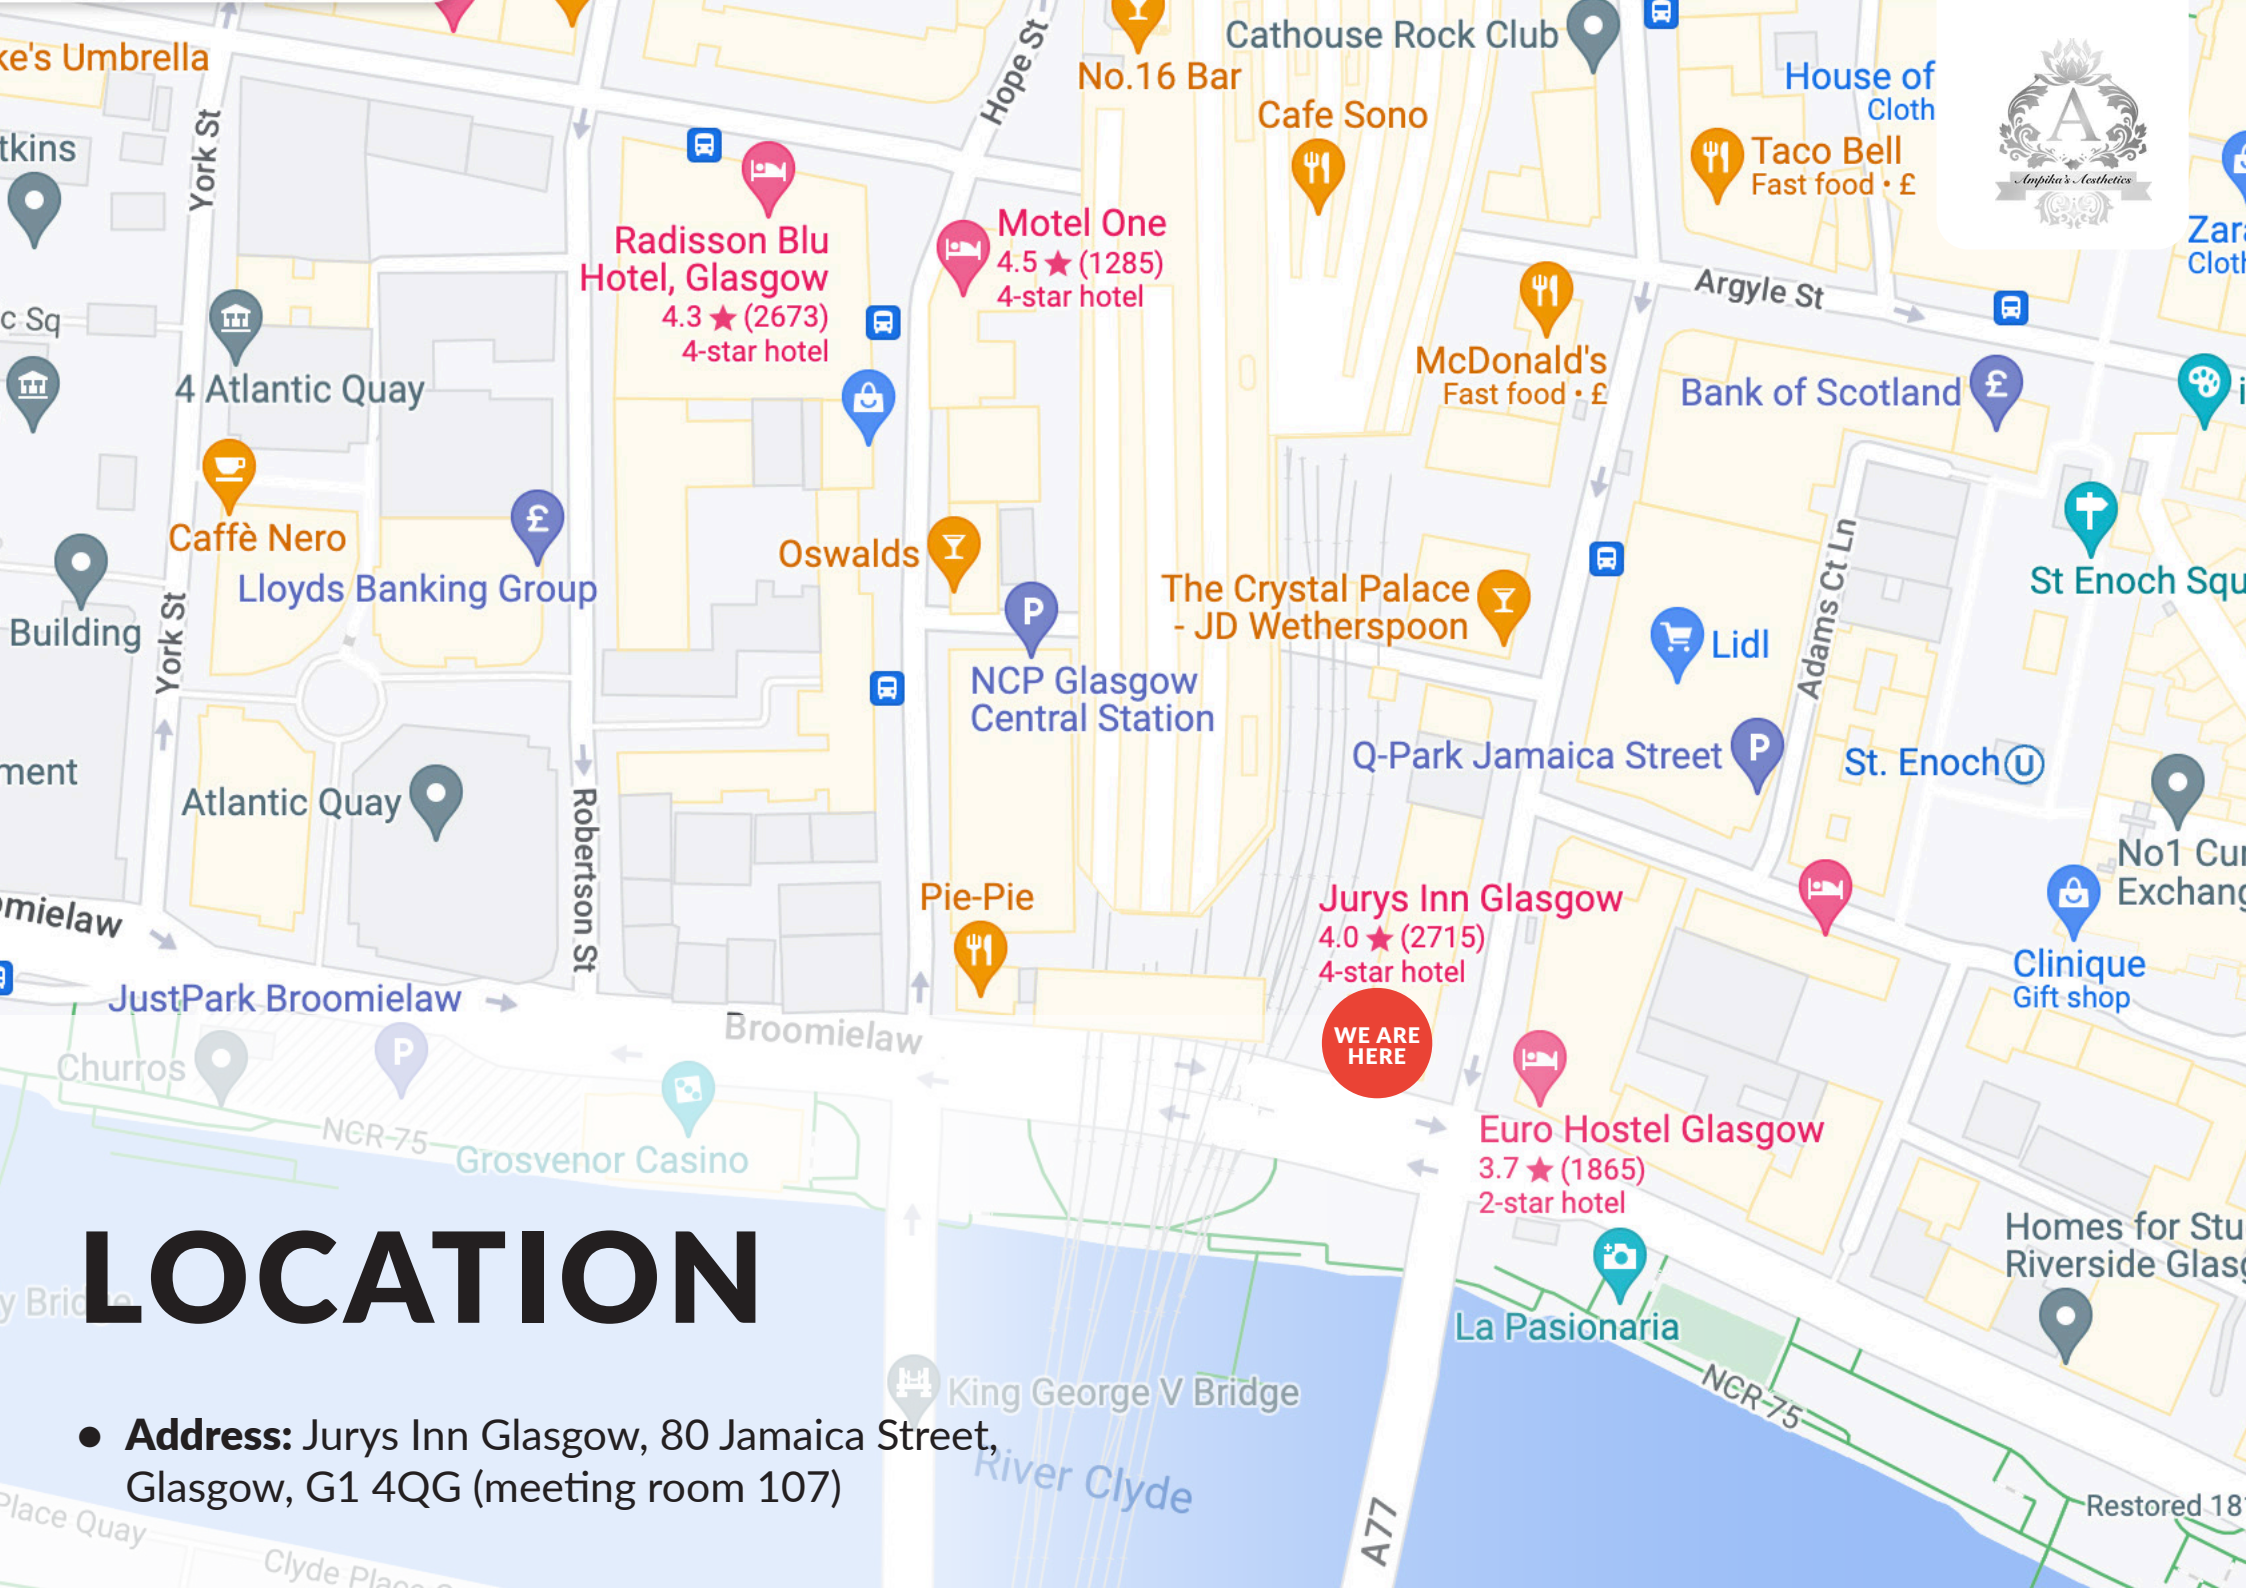 Cathouse Rock Club
ke's Umbrella
No.16 Bar
Hope St
House of
Cloth
Cafe Sono
A
Ampika's Aesthetics
Taco Bell
Fast food • £
tkins
York St
Radisson Blu
Hotel, Glasgow
4.3 ★ (2673)
4-star hotel
Motel One
4.5 ★ (1285)
4-star hotel
Zar
Clot
Argyle St
c Sq
4 Atlantic Quay
McDonald's
Fast food • £
Bank of Scotland
£
Caffè Nero
£
Lloyds Banking Group
Oswalds
The Crystal Palace
- JD Wetherspoon
Adams Ct Ln
St Enoch Squ
Building
York St
P
NCP Glasgow
Central Station
Lidl
Q-Park Jamaica Street
P
St. Enoch U
ment
Atlantic Quay
Robertson St
No1 Cur
Exchang
Pie-Pie
Jurys Inn Glasgow
4.0 ★ (2715)
4-star hotel
omielaw
Clinique
Gift shop
JustPark Broomielaw
P
Broomielaw
WE ARE
HERE
Churros
NCR 75
Grosvenor Casino
Euro Hostel Glasgow
3.7 ★ (1865)
2-star hotel
Homes for Stu
Riverside Glasg
La Pasionaria
LOCATION
y Bridge
King George V Bridge
NCR 75
● Address: Jurys Inn Glasgow, 80 Jamaica Street,
Glasgow, G1 4QG (meeting room 107)
River Clyde
A77
Restored 18
Place Quay
Clyde Place